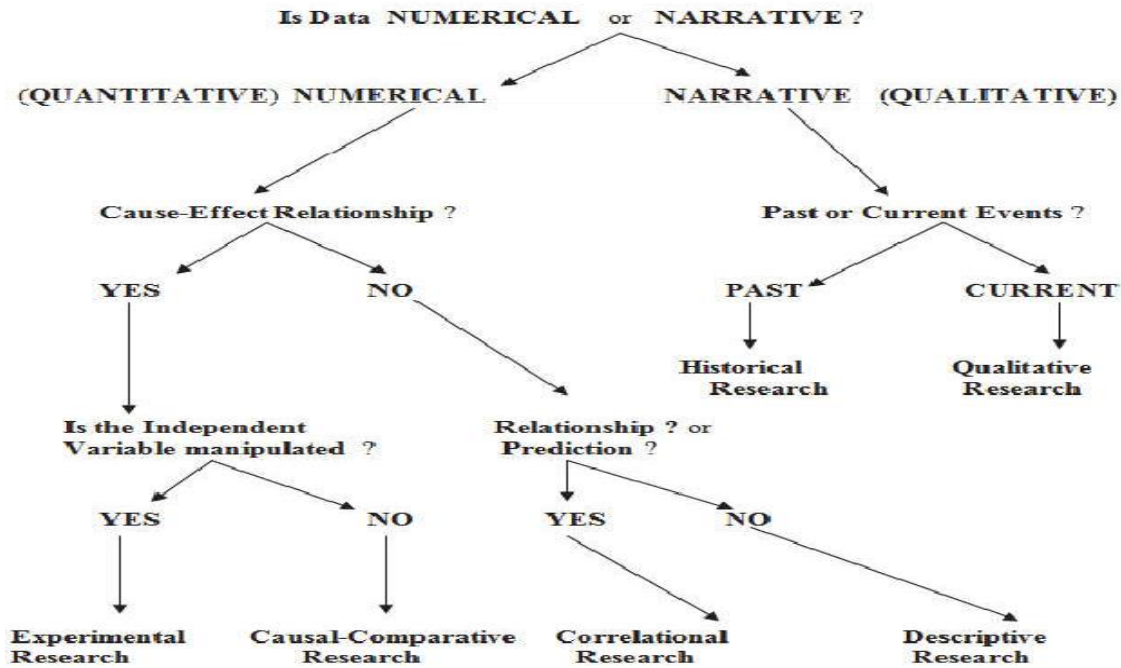 Is Data NUMERICAL or NARRATIVE ?
(QUANTITATIVE) NUMERICAL
NARRATIVE (QUALITATIVE)
Cause-Effect Relationship ?
Past or Current Events ?
YES
NO
PAST
CURRENT
Historical
Research
Qualitative
Research
Is the Independent
Variable manipulated ?
Relationship ? or
Prediction ?
YES
NO
YES
NO
Experimental
Research
Causal-Comparative
Research
Correlational
Research
Descriptive
Research